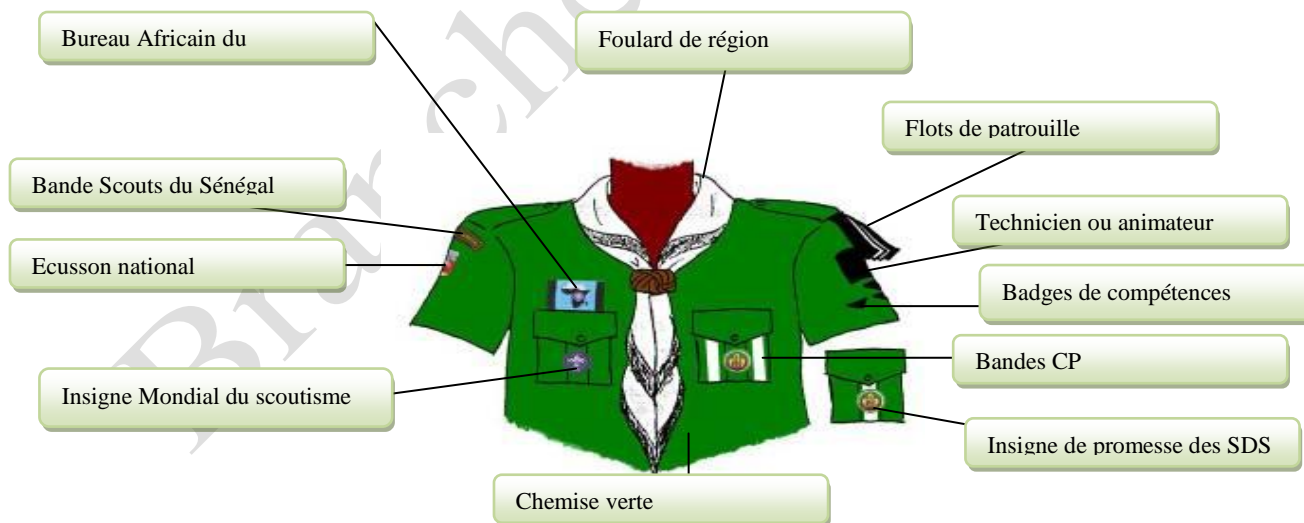 Bureau Africain du
Foulard de région
Flots de patrouille
Bande Scouts du Sénégal
Technicien ou animateur
Ecusson national
Badges de compétences
Bandes CP
Insigne Mondial du scoutisme
Insigne de promesse des SDS
Chemise verte